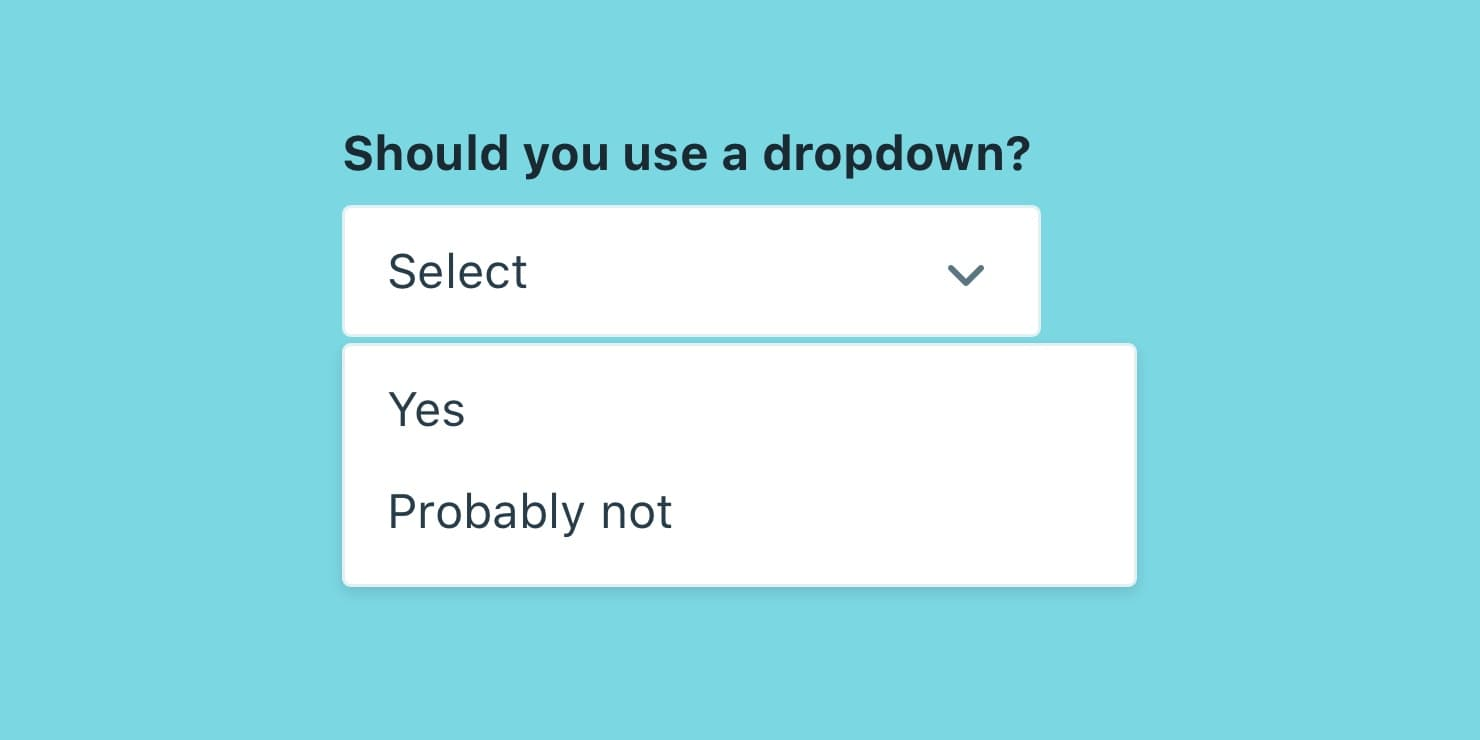 Should you use a dropdown?
Select
Yes
Probably not